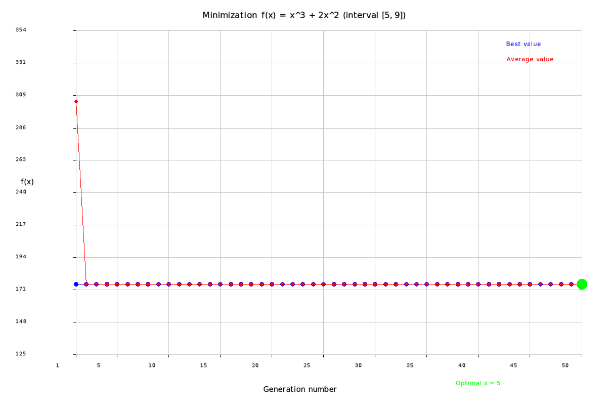 Minimization f(x) = x^3 + 2x^2 (interval [5, 9])
354
Best value
Average value
331
309
286
263
240
f(x)
217
194
171
148
125
1 5 10 15 20 25 30 35 40 45 50
Optimal x = 5
Generation number